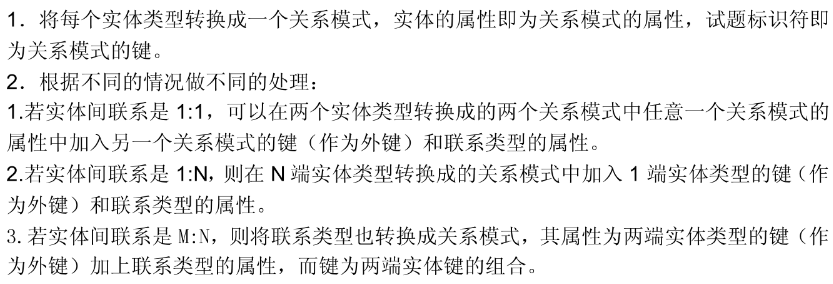 1．将每个实体类型转换成一个关系模式，实体的属性即为关系模式的属性，试题标识符即
为关系模式的键。
2．根据不同的情况做不同的处理：
1.若实体间联系是 1:1，可以在两个实体类型转换成的两个关系模式中任意一个关系模式的
属性中加入另一个关系模式的键（作为外键）和联系类型的属性。
2.若实体间联系是 1:N，则在 N 端实体类型转换成的关系模式中加入 1 端实体类型的键（作
为外键）和联系类型的属性。
3.若实体间联系是 M:N，则将联系类型也转换成关系模式，其属性为两端实体类型的键（作
为外键）加上联系类型的属性，而键为两端实体键的组合。